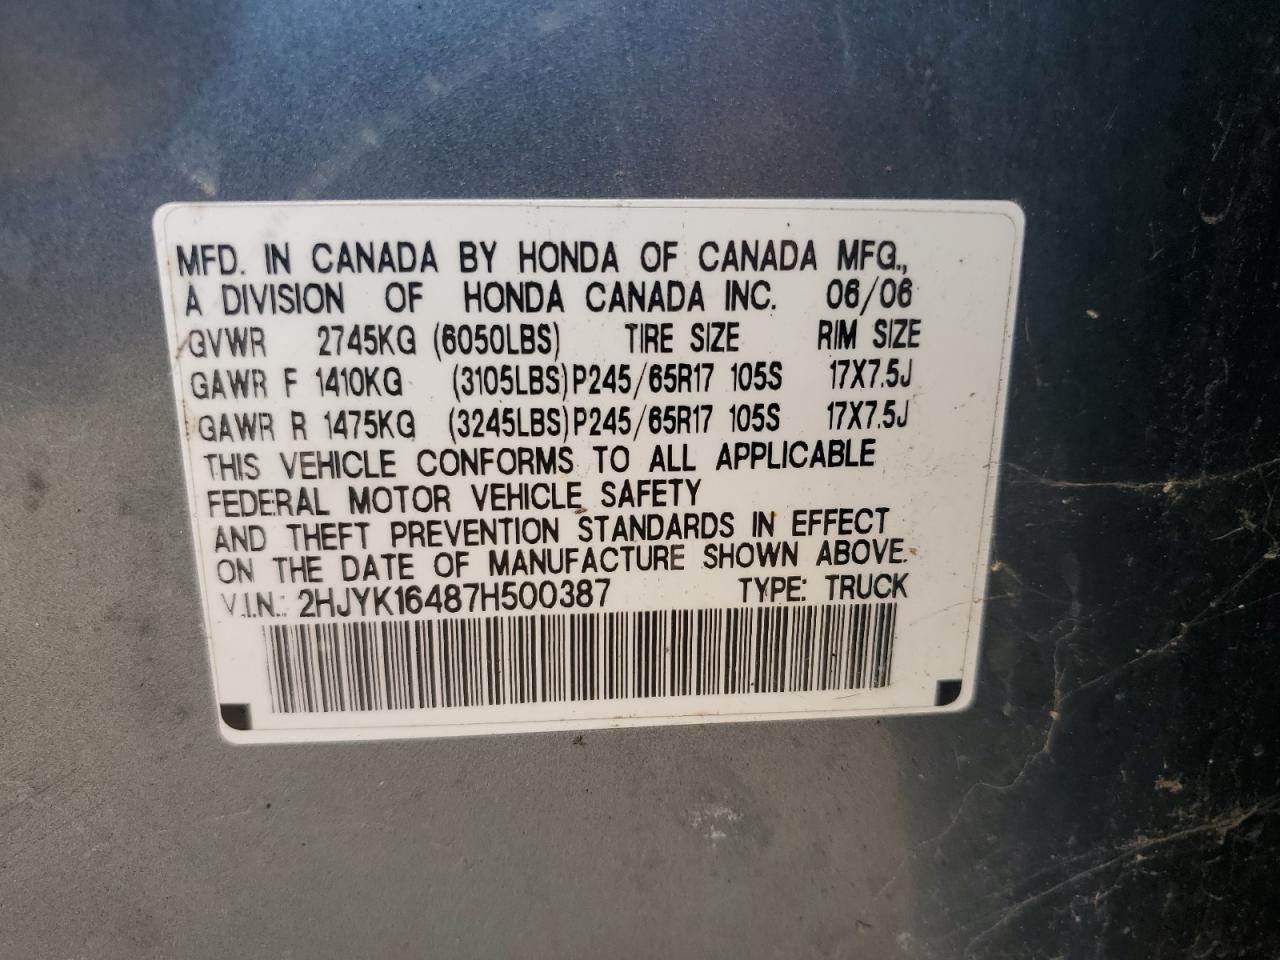 MFD. IN CANADA BY HONDA OF CANADA MFG.,
A DIVISION OF HONDA CANADA INC. 06/06
GVWR 2745KG (6050LBS) TIRE SIZE RIM SIZE
GAWR F 1410KG (3105LBS) P245/65R17 105S 17X7.5J
GAWR R 1475KG (3245LBS) P245/65R17 105S 17X7.5J
THIS VEHICLE CONFORMS TO ALL APPLICABLE
FEDERAL MOTOR VEHICLE SAFETY
AND THEFT PREVENTION STANDARDS IN EFFECT
ON THE DATE OF MANUFACTURE SHOWN ABOVE.
V.I.N.: 2HJYK16487H500387 TYPE: TRUCK